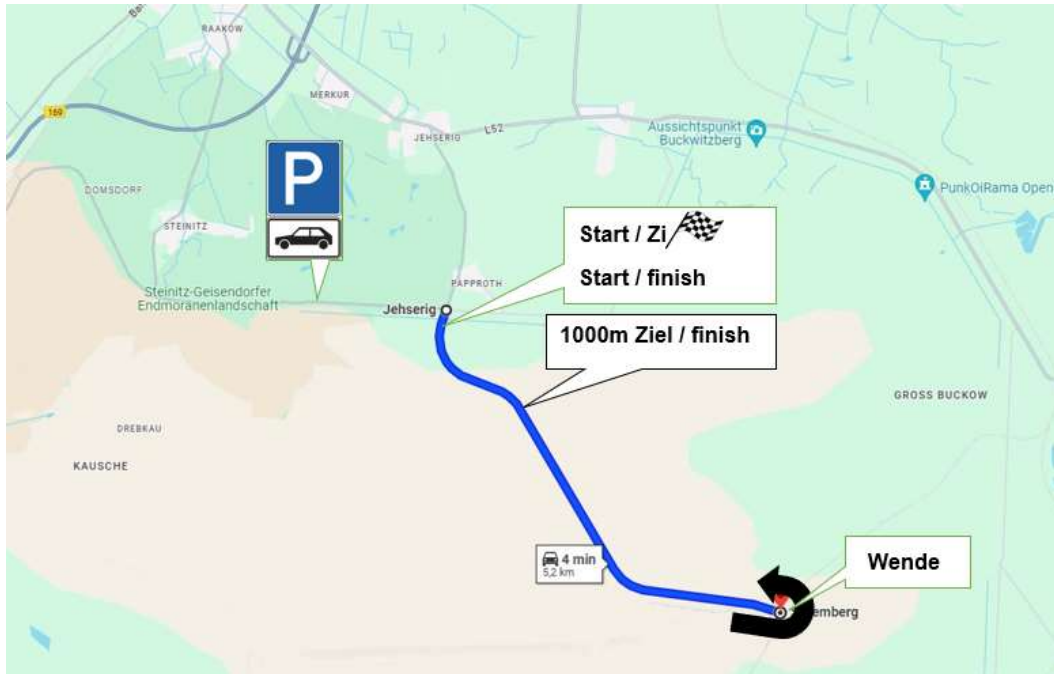 RAAKOW
169
MERKUR
JEHSERIG
L52
Aussichtspunkt
Buckwitzberg
PunkOiRama Open
DOMSDORF
P
STEINITZ
Start / Zi
Start / finish
Steinitz-Geisendorfer
Endmoränenlandschaft
PAPPROTH
Jehserig
1000m Ziel / finish
GROSS BUCKOW
DREBKAU
KAUSCHE
4 min
5,2 km
Wende
emberg